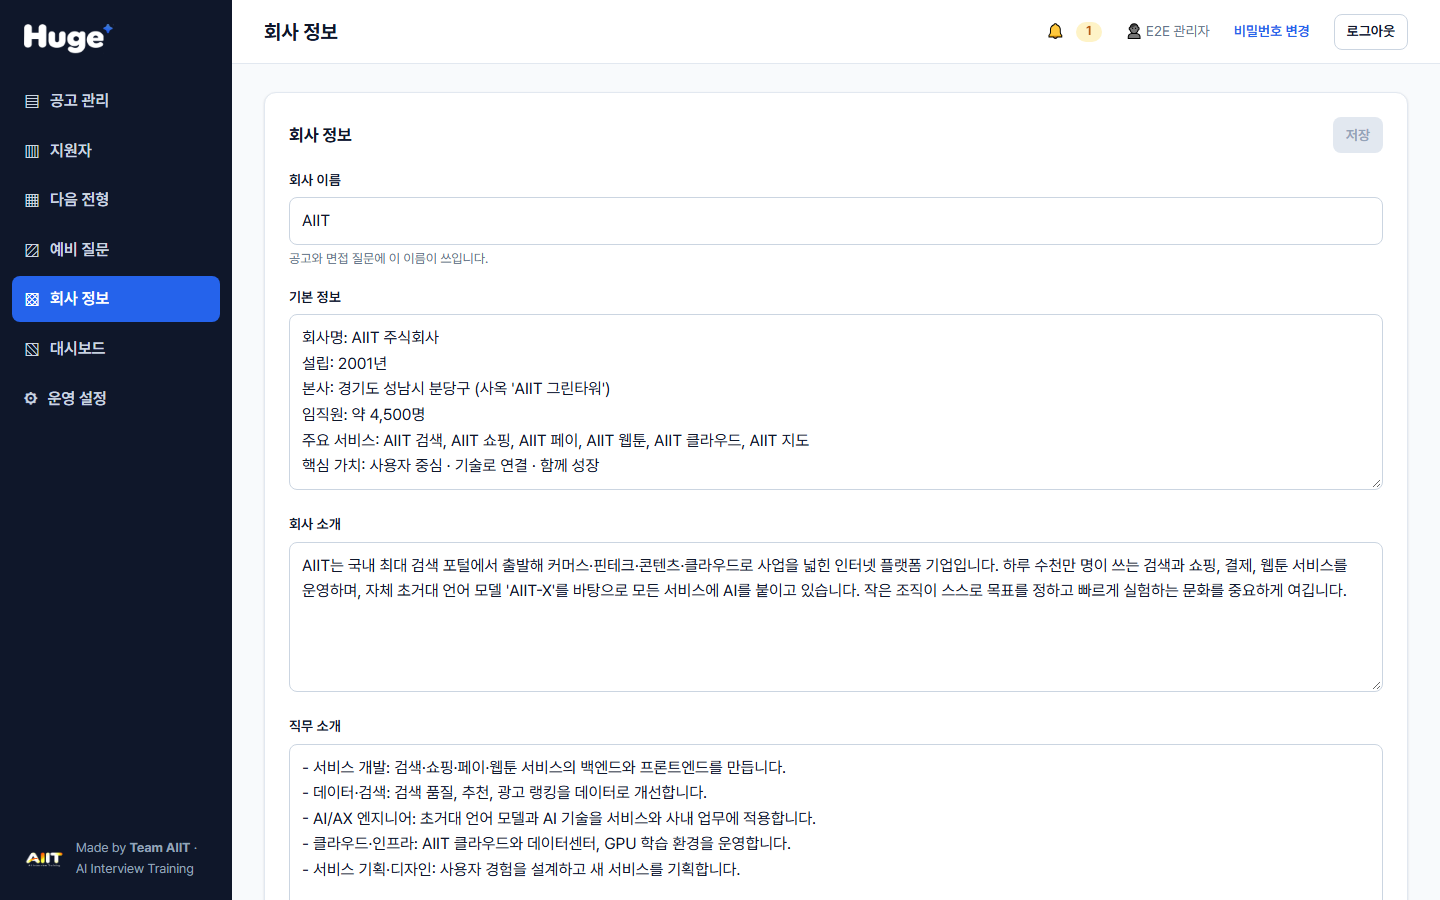 Huge
공고 관리
지원자
다음 전형
예비 질문
회사 정보
대시보드
운영 설정
AIIT
Made by Team AIIT ·
AI Interview Training
회사 정보
1
E2E 관리자
비밀번호 변경
로그아웃
회사 정보
저장
회사 이름
AIIT
공고와 면접 질문에 이 이름이 쓰입니다.
기본 정보
회사명: AIIT 주식회사
설립: 2001년
본사: 경기도 성남시 분당구 (사옥 'AIIT 그린타워')
임직원: 약 4,500명
주요 서비스: AIIT 검색, AIIT 쇼핑, AIIT 페이, AIIT 웹툰, AIIT 클라우드, AIIT 지도
핵심 가치: 사용자 중심 · 기술로 연결 · 함께 성장
회사 소개
AIIT는 국내 최대 검색 포털에서 출발해 커머스·핀테크·콘텐츠·클라우드로 사업을 넓힌 인터넷 플랫폼 기업입니다. 하루 수천만 명이 쓰는 검색과 쇼핑, 결제, 웹툰 서비스를
운영하며, 자체 초거대 언어 모델 'AIIT-X'를 바탕으로 모든 서비스에 AI를 붙이고 있습니다. 작은 조직이 스스로 목표를 정하고 빠르게 실험하는 문화를 중요하게 여깁니다.
직무 소개
- 서비스 개발: 검색·쇼핑·페이·웹툰 서비스의 백엔드와 프론트엔드를 만듭니다.
- 데이터·검색: 검색 품질, 추천, 광고 랭킹을 데이터로 개선합니다.
- AI/AX 엔지니어: 초거대 언어 모델과 AI 기술을 서비스와 사내 업무에 적용합니다.
- 클라우드·인프라: AIIT 클라우드와 데이터센터, GPU 학습 환경을 운영합니다.
- 서비스 기획·디자인: 사용자 경험을 설계하고 새 서비스를 기획합니다.